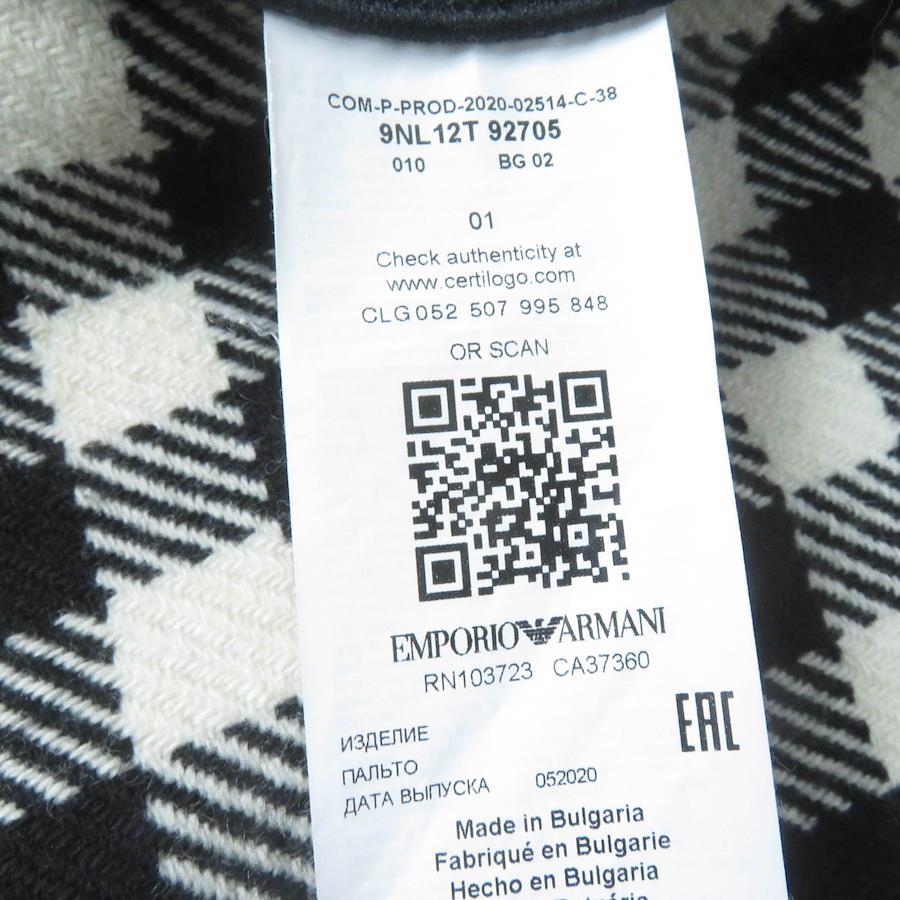 COM-P-PROD-2020-02514-C-38
9NL12T 92705
010 BG 02
01
Check authenticity at
www.certilogo.com
CLG 052 507 995 848
OR SCAN
EMPORIO ARMANI
RN103723 CA37360
EAC
ИЗДЕЛИЕ
ПАЛЬТО
ДАТА ВЫПУСКА 052020
Made in Bulgaria
Fabriqué en Bulgarie
Hecho en Bulgaria